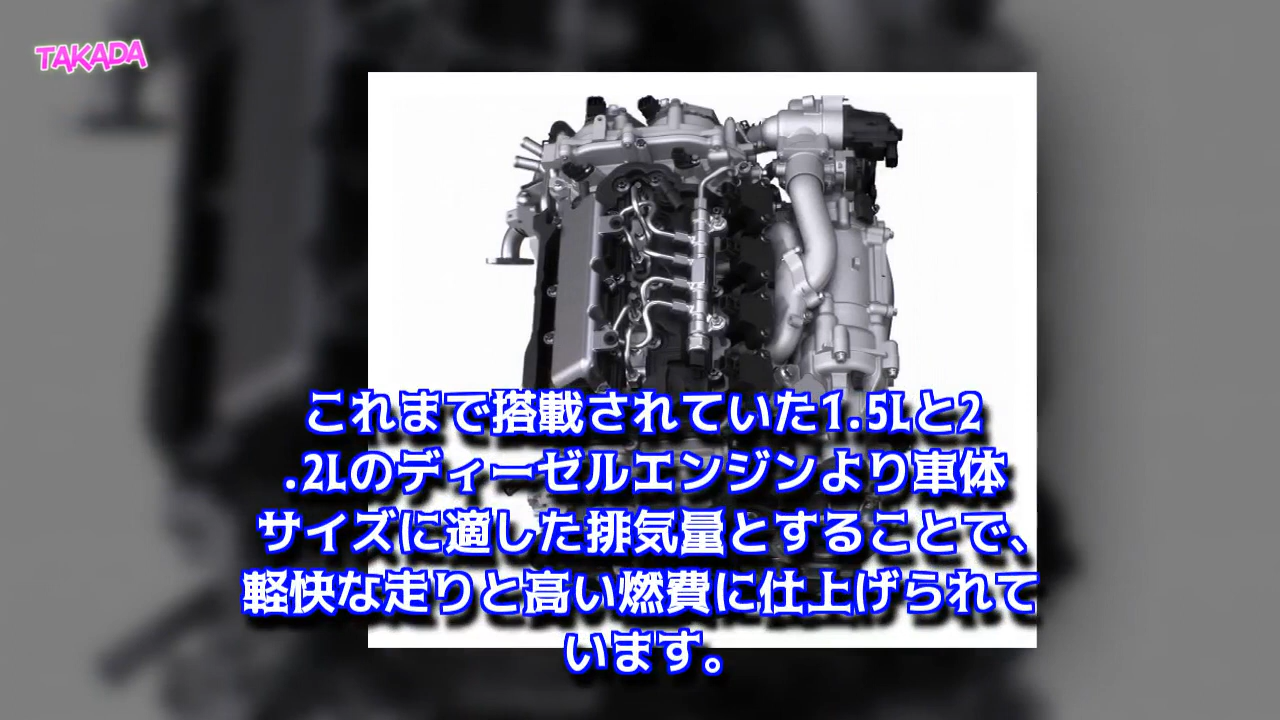 TAKADA
これまで搭載されていた1.5Lと2
.2Lのディーゼルエンジンより車体
サイズに適した排気量とすることで、
軽快な走りと高い燃費に仕上げられて
います。